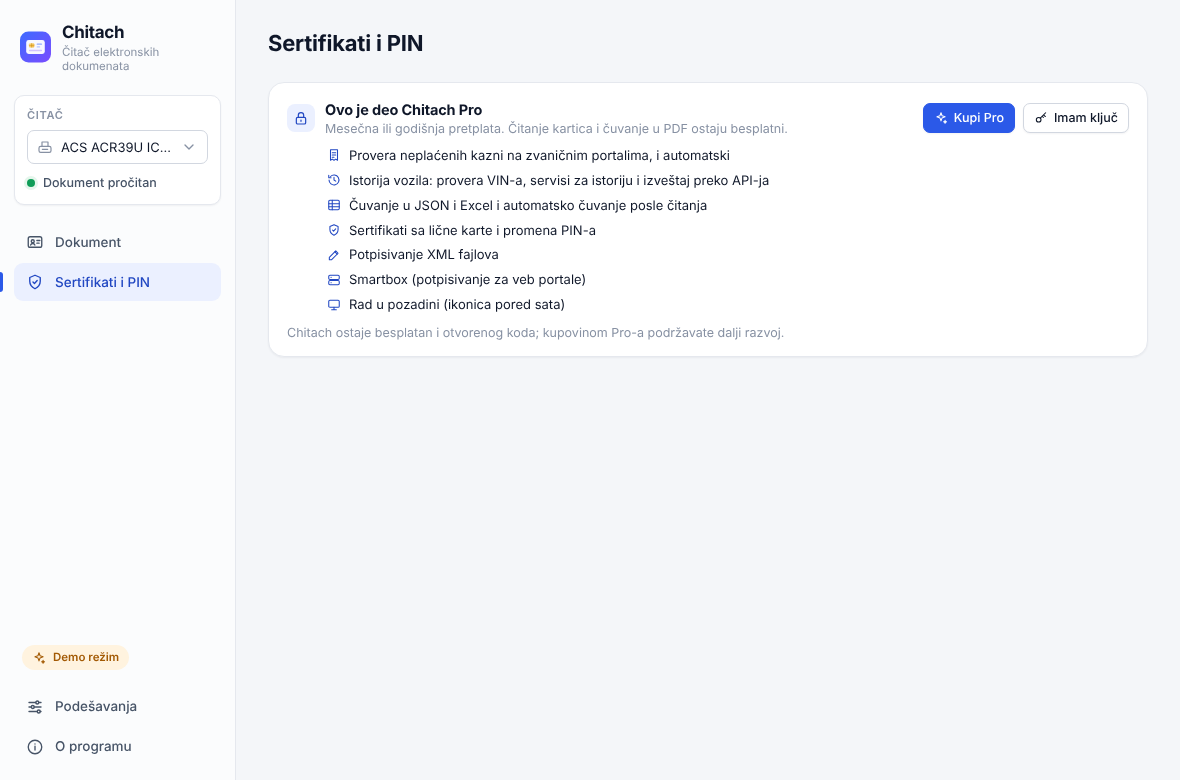 Chitach
Čitač elektronskih
dokumenata
ČITAČ
ACS ACR39U IC...
Dokument pročitan
Dokument
Sertifikati i PIN
Demo režim
Podešavanja
O programu
Sertifikati i PIN
Ovo je deo Chitach Pro
Mesečna ili godišnja pretplata. Čitanje kartica i čuvanje u PDF ostaju besplatni.
Kupi Pro
Imam ključ
Provera neplaćenih kazni na zvaničnim portalima, i automatski
Istorija vozila: provera VIN-a, servisi za istoriju i izveštaj preko API-ja
Čuvanje u JSON i Excel i automatsko čuvanje posle čitanja
Sertifikati sa lične karte i promena PIN-a
Potpisivanje XML fajlova
Smartbox (potpisivanje za veb portale)
Rad u pozadini (ikonica pored sata)
Chitach ostaje besplatan i otvorenog koda; kupovinom Pro-a podržavate dalji razvoj.